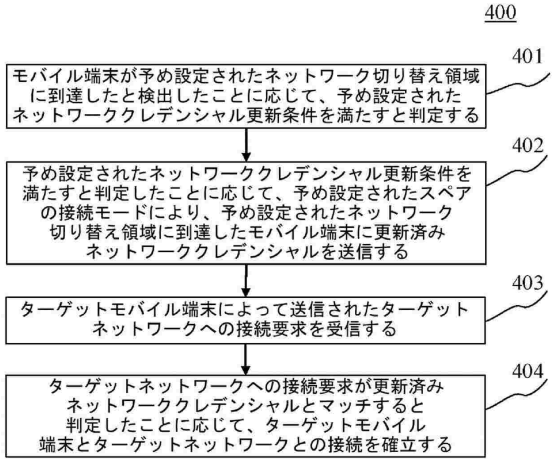 400
401
モバイル端末が予め設定されたネットワーク切り替え領域
に到達したと検出したことに応じて、予め設定された
ネットワーククレデンシャル更新条件を満たすと判定する
402
予め設定されたネットワーククレデンシャル更新条件を
満たすと判定したことに応じて、予め設定されたスペア
の接続モードにより、予め設定されたネットワーク
切り替え領域に到達したモバイル端末に更新済み
ネットワーククレデンシャルを送信する
403
ターゲットモバイル端末によって送信されたターゲット
ネットワークへの接続要求を受信する
404
ターゲットネットワークへの接続要求が更新済み
ネットワーククレデンシャルとマッチすると
判定したことに応じて、ターゲットモバイル
端末とターゲットネットワークとの接続を確立する